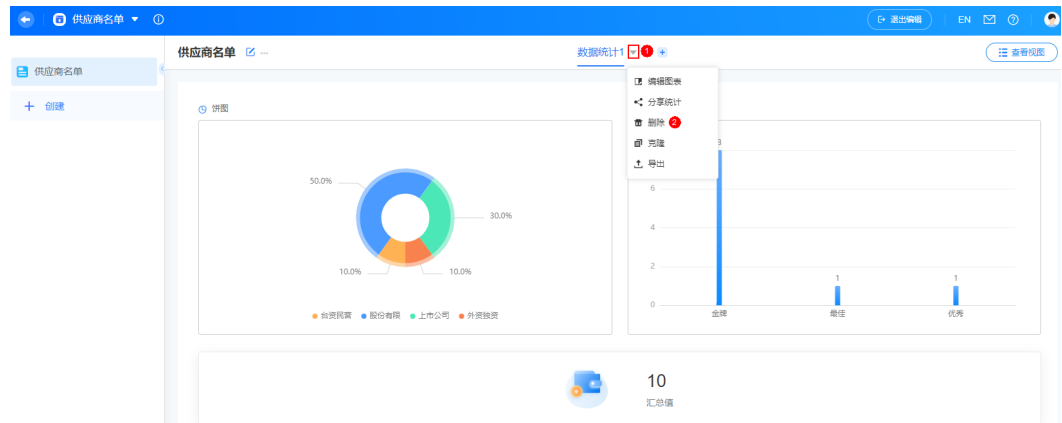 供应商名单
退出编辑
EN
供应商名单
供应商名单
数据统计1
1
查看视图
创建
编辑图表
分享统计
删除 2
克隆
导出
饼图
50.0%
30.0%
10.0%
10.0%
台资民营 股份有限 上市公司 外资独资
6
4
2
0
1
1
金牌
最佳
优秀
10
汇总值